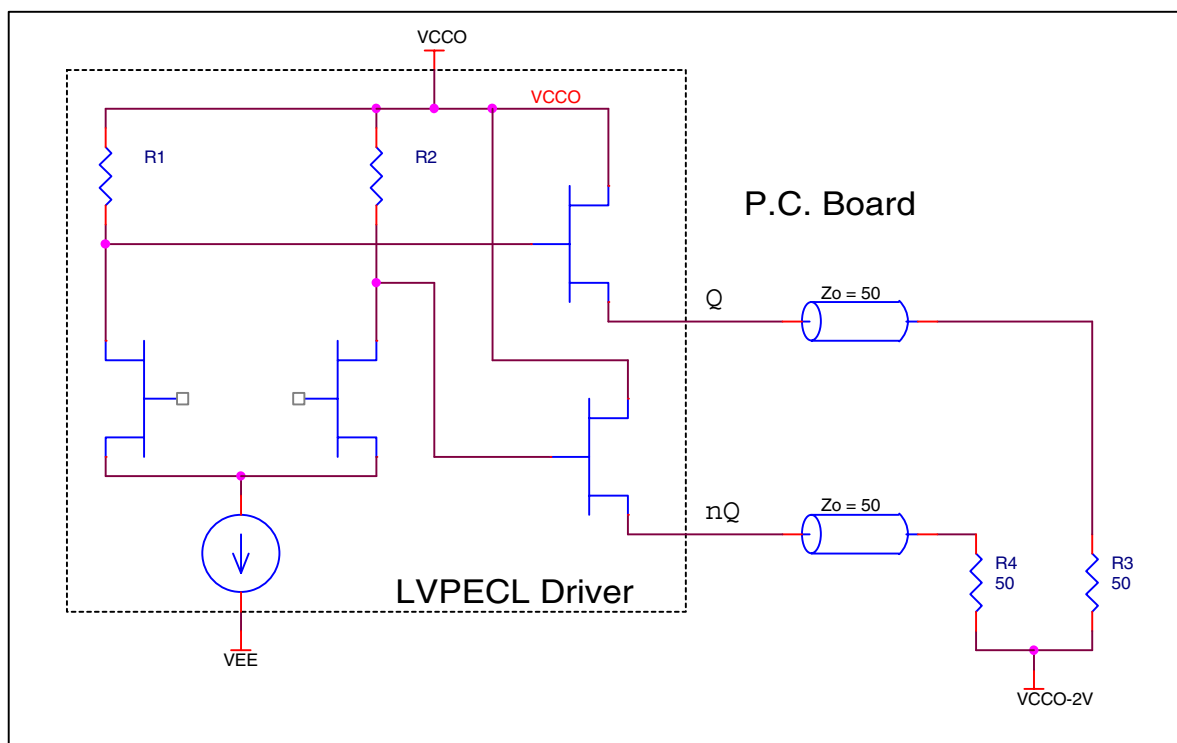 VCCO
VCCO
R1
R2
P.C. Board
Q
Zo = 50
nQ
Zo = 50
R4
50
R3
50
LVPECL Driver
VEE
VCCO-2V